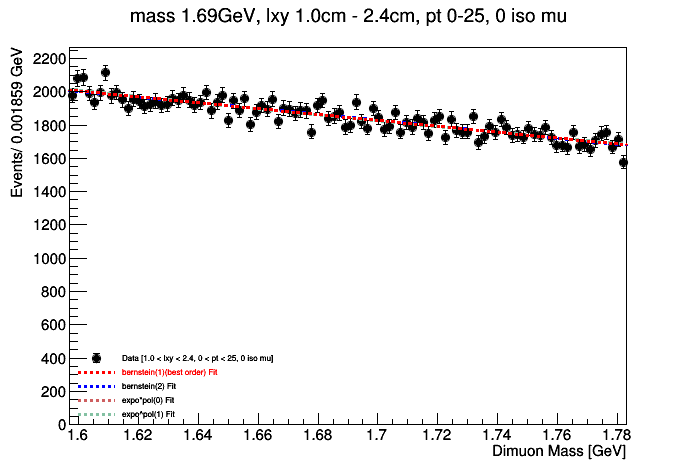 mass 1.69GeV, lxy 1.0cm - 2.4cm, pt 0-25, 0 iso mu
Events/ 0.001859 GeV
2200
2000
1800
1600
1400
1200
1000
800
600
400
200
0
Data [1.0 < lxy < 2.4, 0 < pt < 25, 0 iso mu]
bernstein(1)(best order) Fit
bernstein(2) Fit
expo*pol(0) Fit
expo*pol(1) Fit
1.6 1.62 1.64 1.66 1.68 1.7 1.72 1.74 1.76 1.78
Dimuon Mass [GeV]